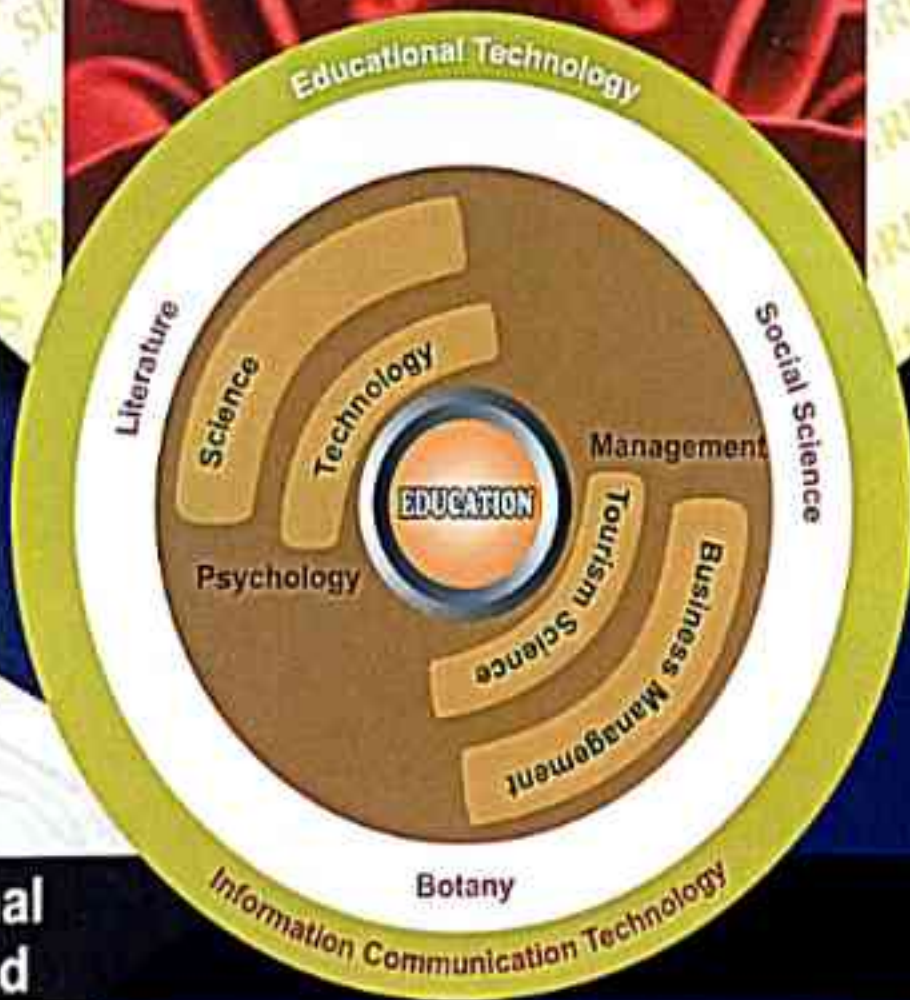 Educational Technology
Literature
Social Science
Science
Technology
Management
EDUCATION
Tourism Science
Business Management
Psychology
Botany
Information Communication Technology
al
d